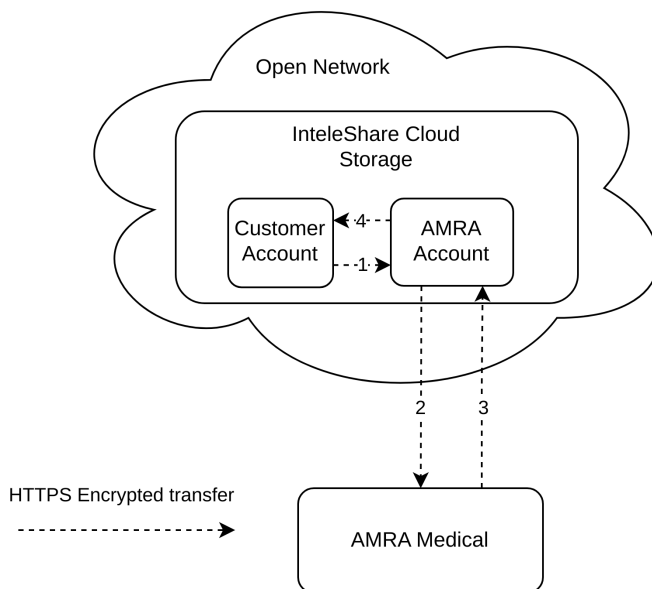 Open Network
InteleShare Cloud
Storage
Customer
Account
4
1
AMRA
Account
2
3
HTTPS Encrypted transfer
AMRA Medical